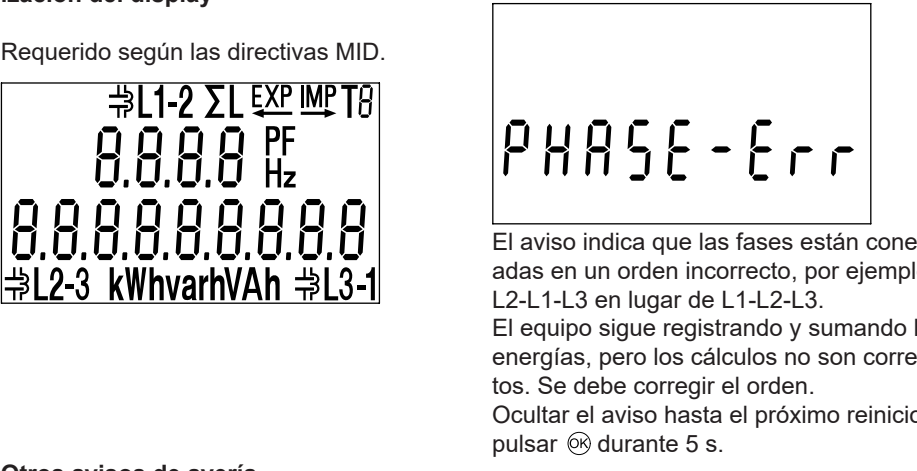 Requerido según las directivas MID.
L1-2 ΣL EXP IMP T8
8.8.8.8 PF
Hz
8.8.8.8.8.8.8.8.8
L2-3 kWhvarhVAh L3-1
PHASE-Err
El aviso indica que las fases están cone
adas en un orden incorrecto, por ejempl
L2-L1-L3 en lugar de L1-L2-L3.
El equipo sigue registrando y sumando l
energías, pero los cálculos no son corre
tos. Se debe corregir el orden.
Ocultar el aviso hasta el próximo reinicio
pulsar OK durante 5 s.